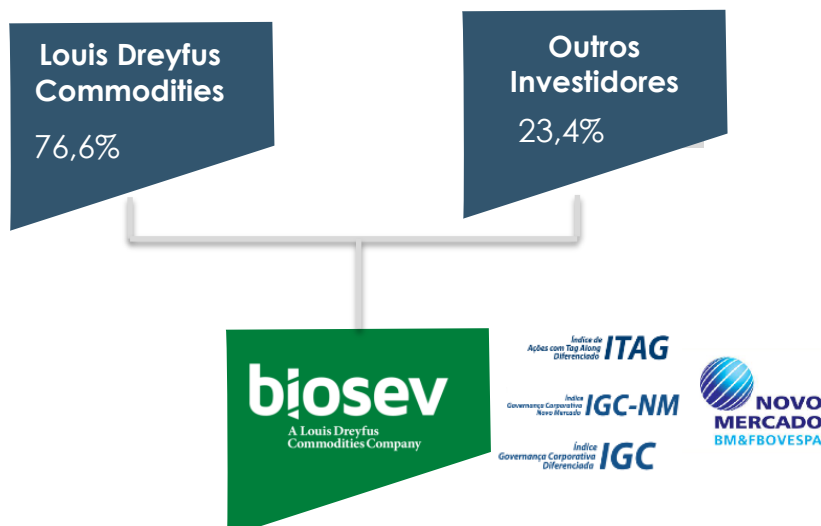 Louis Dreyfus
Commodities
76,6%
Outros
Investidores
23,4%
biosev
A Louis Dreyfus
Commodities Company
Índice de
Ações com Tag Along
Diferenciado
ITAG
Índice
Governança Corporativa
Novo Mercado
IGC-NM
Índice
Governança Corporativa
Diferenciada
IGC
NOVO
MERCADO
BM&FBOVESPA